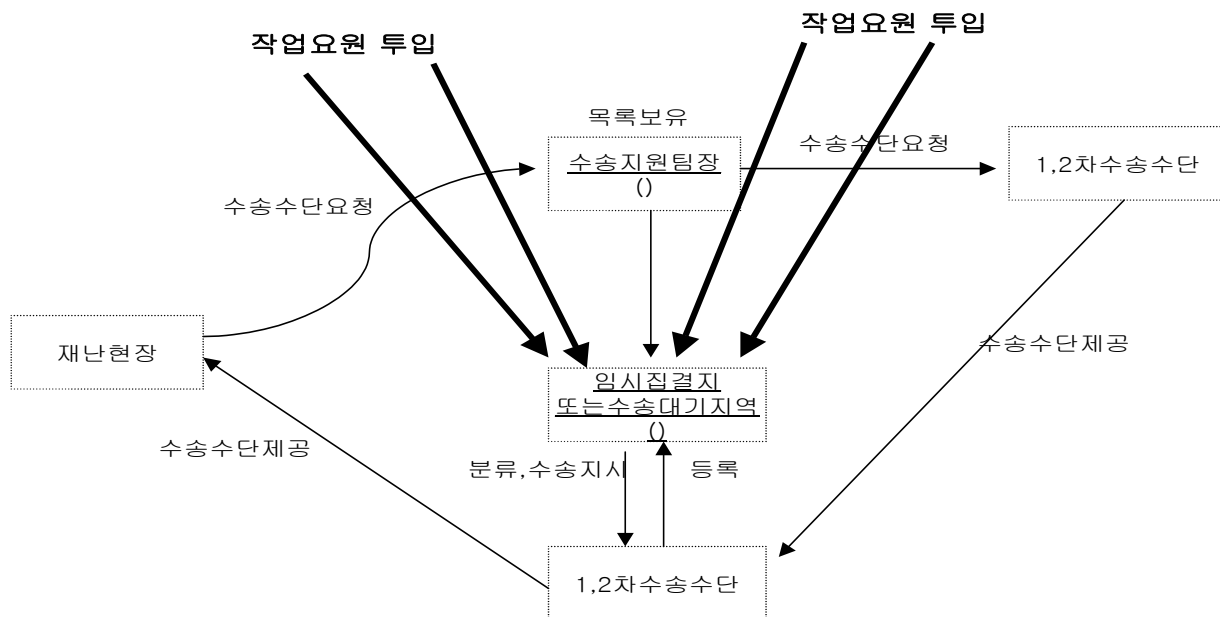 작업요원 투입
작업요원 투입
목록보유
수송지원팀장
()
수송수단요청
1,2차수송수단
수송수단요청
재난현장
수송수단제공
임시집결지
또는수송대기지역
()
수송수단제공
분류,수송지시
등록
1,2차수송수단